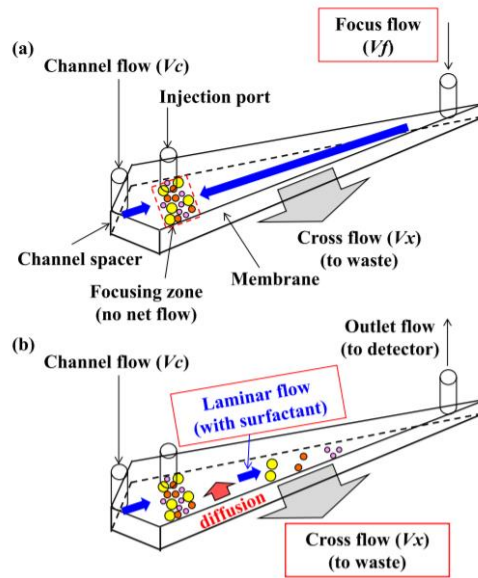 (a)
Focus flow
(Vf)
Channel flow (Vc)
Injection port
Cross flow (Vx)
(to waste)
Channel spacer
Membrane
Focusing zone
(no net flow)
Outlet flow
(to detector)
(b)
Channel flow (Vc)
Laminar flow
(with surfactant)
diffusion
Cross flow (Vx)
(to waste)